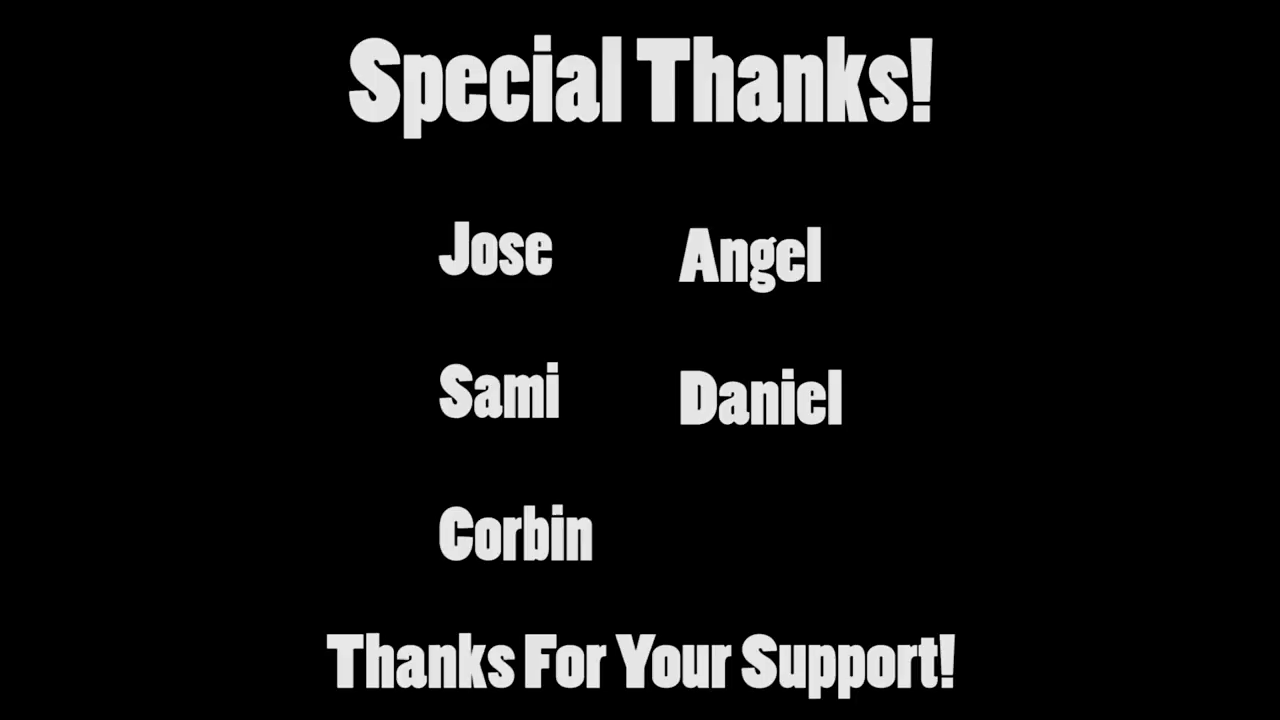 Special Thanks!
Jose Angel
Sami Daniel
Corbin
Thanks For Your Support!